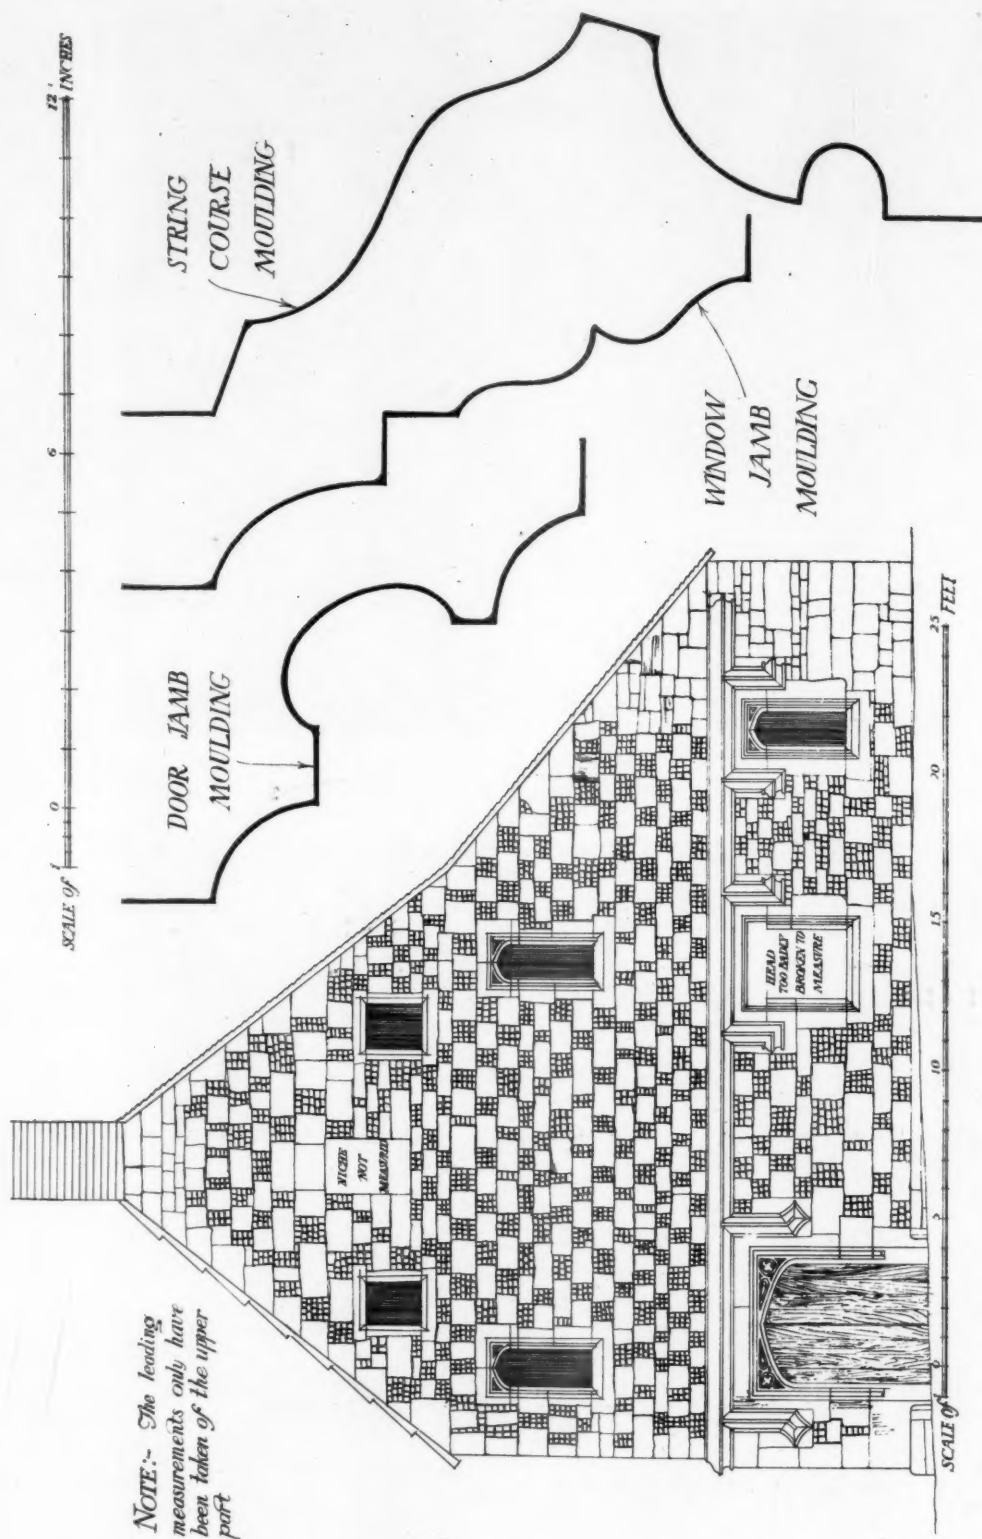 SCALE of
1
0
6
12
INCHES
STRING
COURSE
MOULDING
DOOR JAMB
MOULDING
WINDOW
JAMB
MOULDING
NOTE:- The leading
measurements only have
been taken of the upper
part
NICHE
NOT
MEASURED
HEAD
TOO BADLY
BROKEN TO
MEASURE
SCALE of
1
0
5
10
15
20
25
FEET